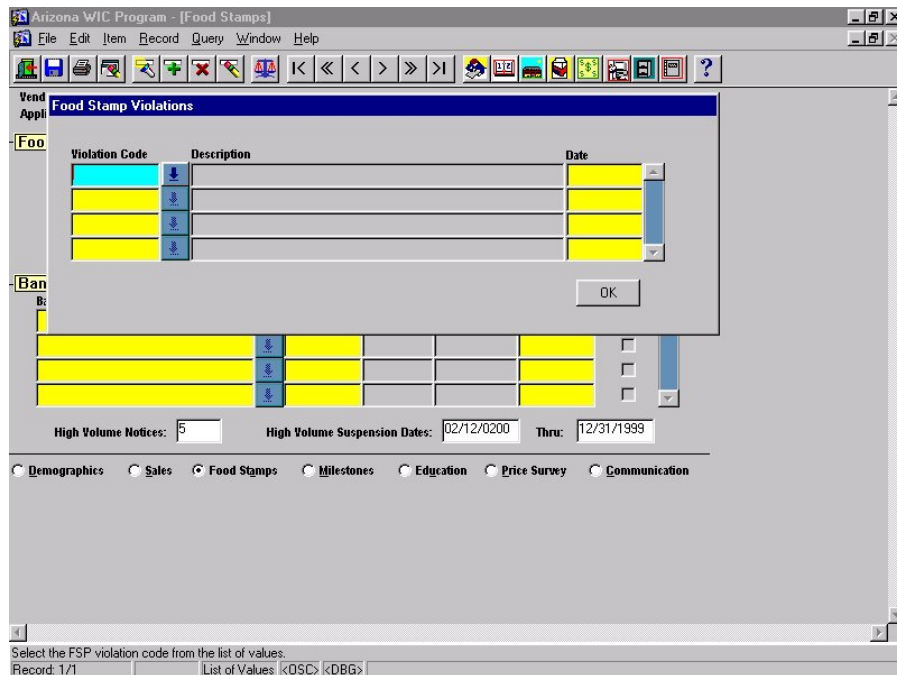 Arizona WIC Program - [Food Stamps]
File Edit Item Record Query Window Help
Vend
Appli
Food Stamp Violations
Foo
Violation Code Description Date
OK
Ban
Ba
High Volume Notices: 5 High Volume Suspension Dates: 02/12/0200 Thru: 12/31/1999
Demographics Sales Food Stamps Milestones Education Price Survey Communication
Select the FSP violation code from the list of values.
Record: 1/1 List of Values <OSC> <DBG>